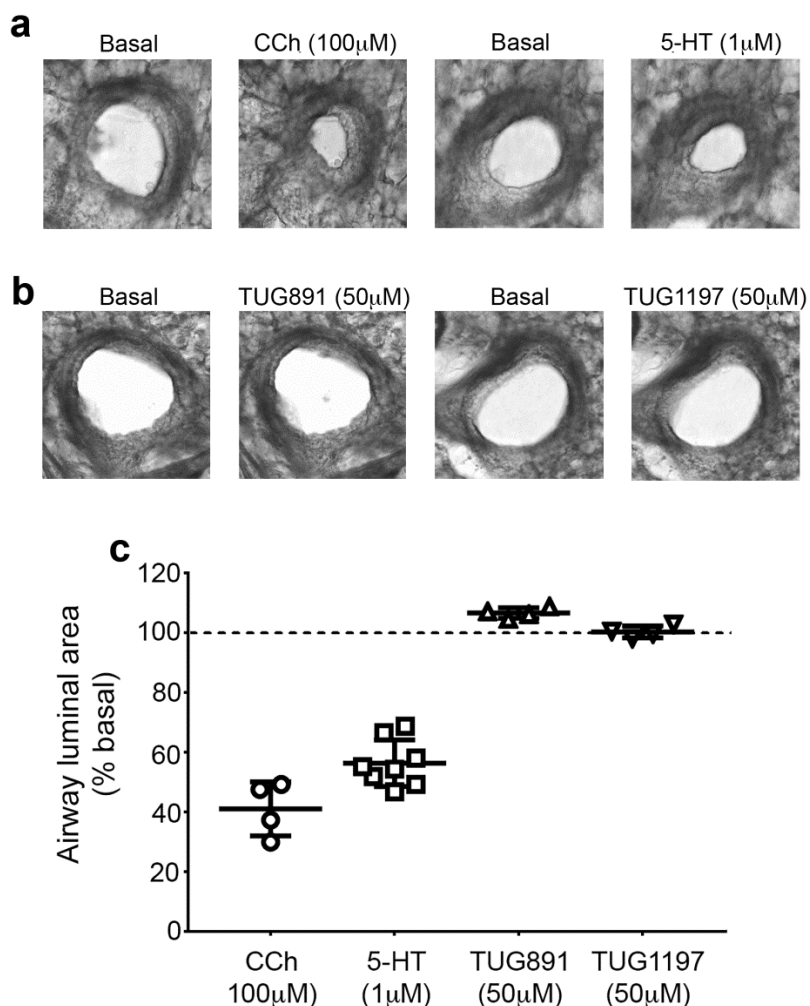 a
Basal CCh (100μM) Basal 5-HT (1μM)
b
Basal TUG891 (50μM) Basal TUG1197 (50μM)
c
Airway luminal area
(% basal)
120
100
80
60
40
20
0
CCh 5-HT TUG891 TUG1197
100μM) (1μM) (50μM) (50μM)